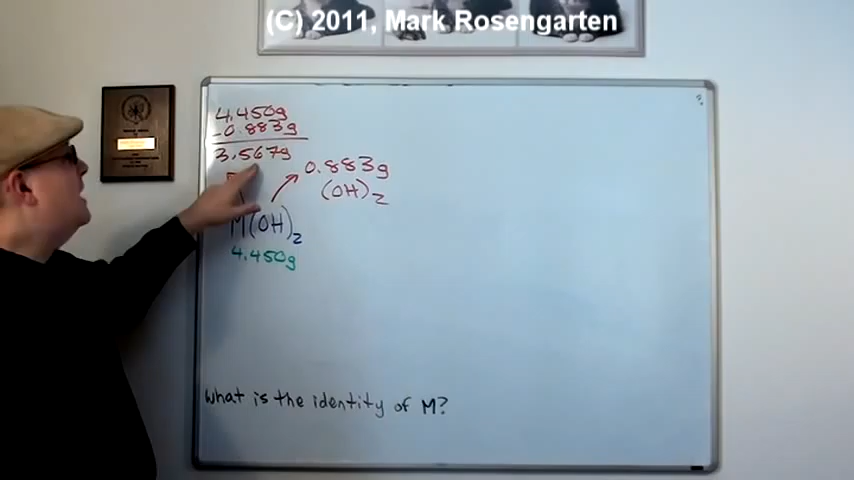 (C) 2011, Mark Rosengarten
4.450g
-0.883g
3.567g
0.883g
(OH)2
M(OH)2
4.450g
What is the identity of M?